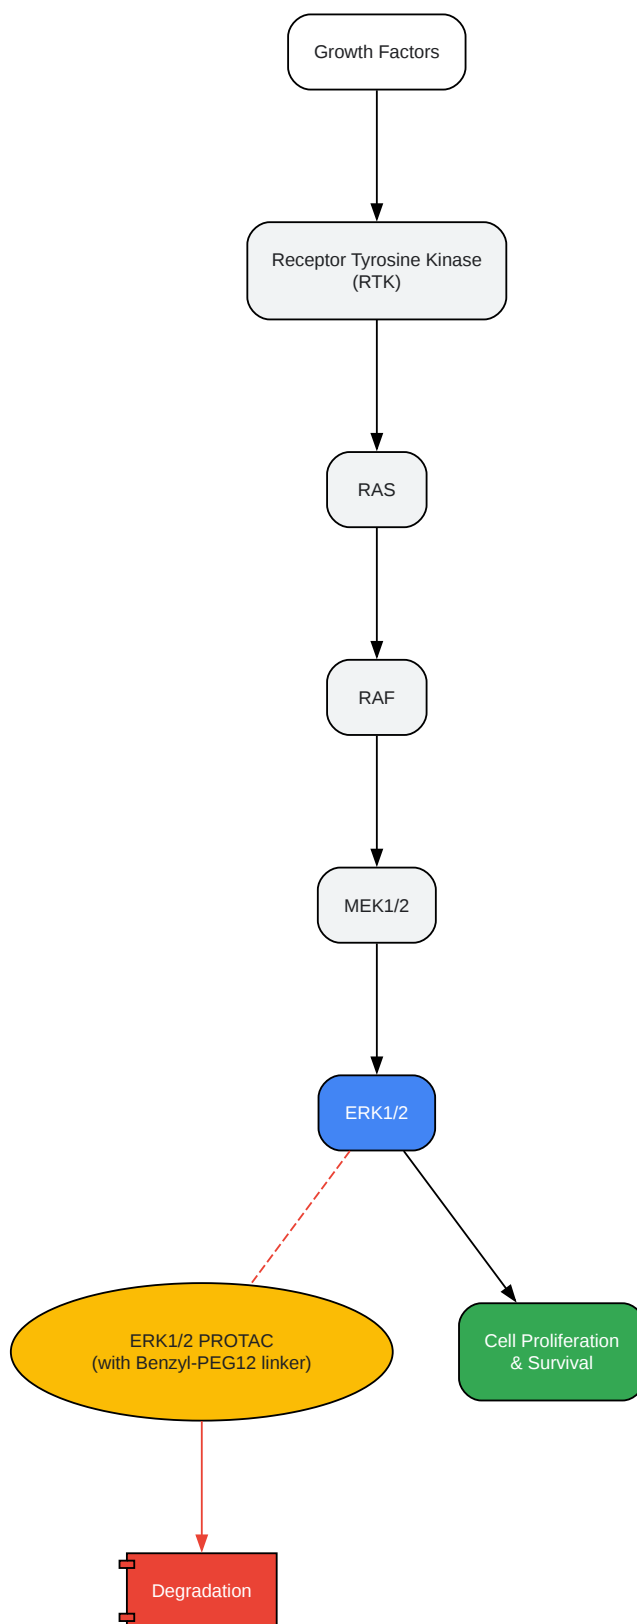 Growth Factors
Receptor Tyrosine Kinase
(RTK)
RAS
RAF
MEK1/2
ERK1/2
ERK1/2 PROTAC
(with Benzyl-PEG12 linker)
Cell Proliferation
& Survival
Degradation